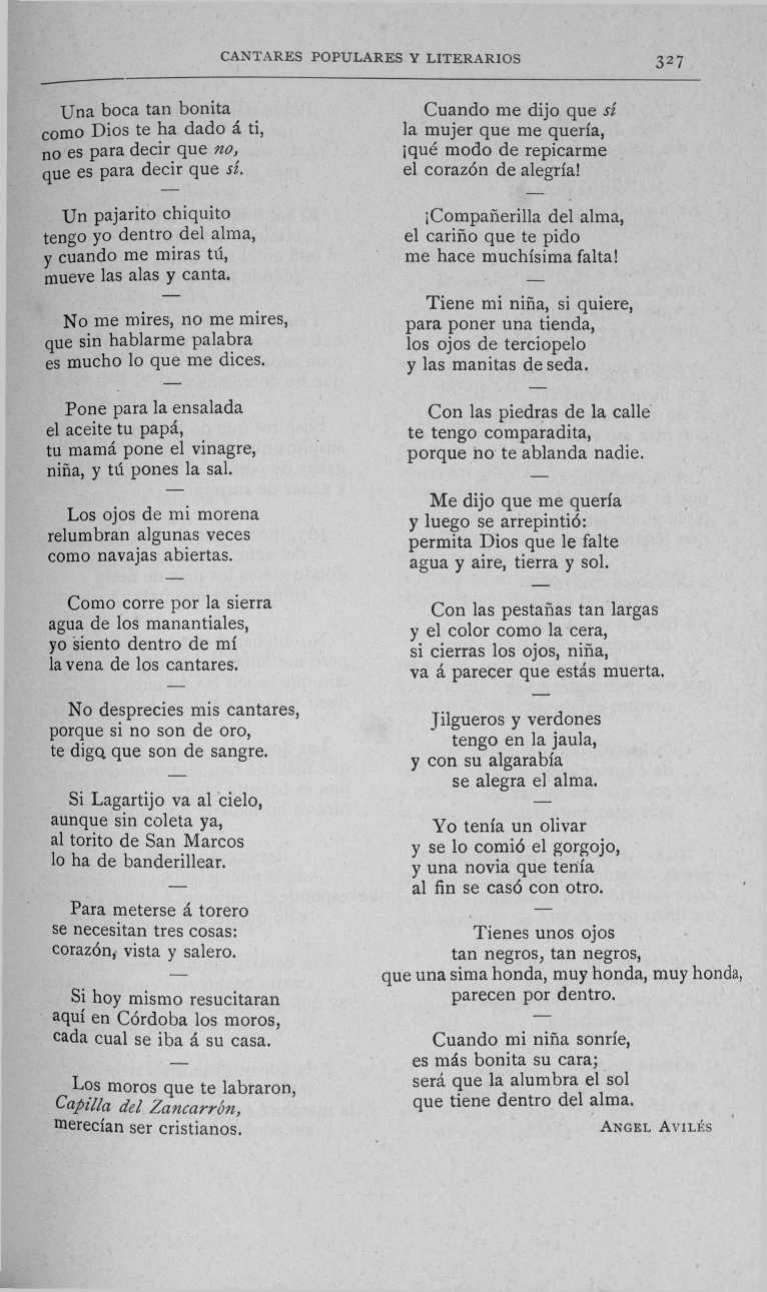 CANTARES POPULARES Y LITERARIOS 327
Una boca tan bonita
como Dios te ha dado á ti,
no es para decir que no,
que es para decir que sí.
—
Un pajarito chiquito
tengo yo dentro del alma,
y cuando me miras tú,
mueve las alas y canta.
—
No me mires, no me mires,
que sin hablarme palabra
es mucho lo que me dices.
—
Pone para la ensalada
el aceite tu papá,
tu mamá pone el vinagre,
niña, y tú pones la sal.
—
Los ojos de mi morena
relumbran algunas veces
como navajas abiertas.
—
Como corre por la sierra
agua de los manantiales,
yo siento dentro de mí
la vena de los cantares.
—
No desprecies mis cantares,
porque si no son de oro,
te digo que son de sangre.
—
Si Lagartijo va al cielo,
aunque sin coleta ya,
al torito de San Marcos
lo ha de banderillear.
—
Para meterse á torero
se necesitan tres cosas:
corazón, vista y salero.
—
Si hoy mismo resucitaran
aquí en Córdoba los moros,
cada cual se iba á su casa.
—
Los moros que te labraron,
Capilla del Zancarrón,
merecían ser cristianos.
Cuando me dijo que sí
la mujer que me quería,
¡qué modo de repicarme
el corazón de alegría!
—
¡Compañerilla del alma,
el cariño que te pido
me hace muchísima falta!
—
Tiene mi niña, si quiere,
para poner una tienda,
los ojos de terciopelo
y las manitas de seda.
—
Con las piedras de la calle
te tengo comparadita,
porque no te ablanda nadie.
—
Me dijo que me quería
y luego se arrepintió:
permita Dios que le falte
agua y aire, tierra y sol.
—
Con las pestañas tan largas
y el color como la cera,
si cierras los ojos, niña,
va á parecer que estás muerta.
—
Jilgueros y verdones
tengo en la jaula,
y con su algarabía
se alegra el alma.
—
Yo tenía un olivar
y se lo comió el gorgojo,
y una novia que tenía
al fin se casó con otro.
—
Tienes unos ojos
tan negros, tan negros,
que una sima honda, muy honda, muy honda,
parecen por dentro.
—
Cuando mi niña sonríe,
es más bonita su cara;
será que la alumbra el sol
que tiene dentro del alma.
ANGEL AVILÉS